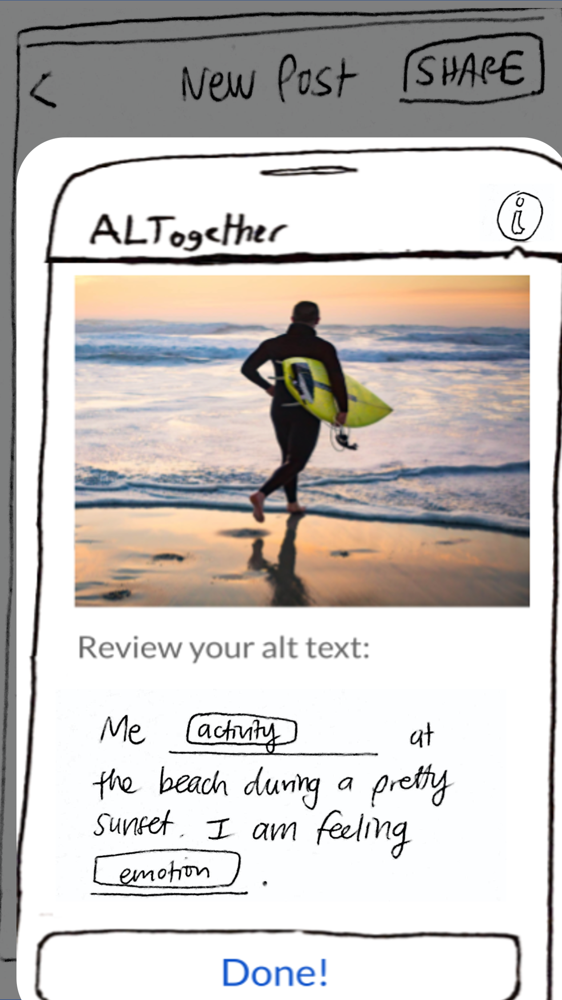 <
New Post
SHARE
ALTogether
i
Review your alt text:
Me activity at
the beach during a pretty
sunset. I am feeling
emotion .
Done!